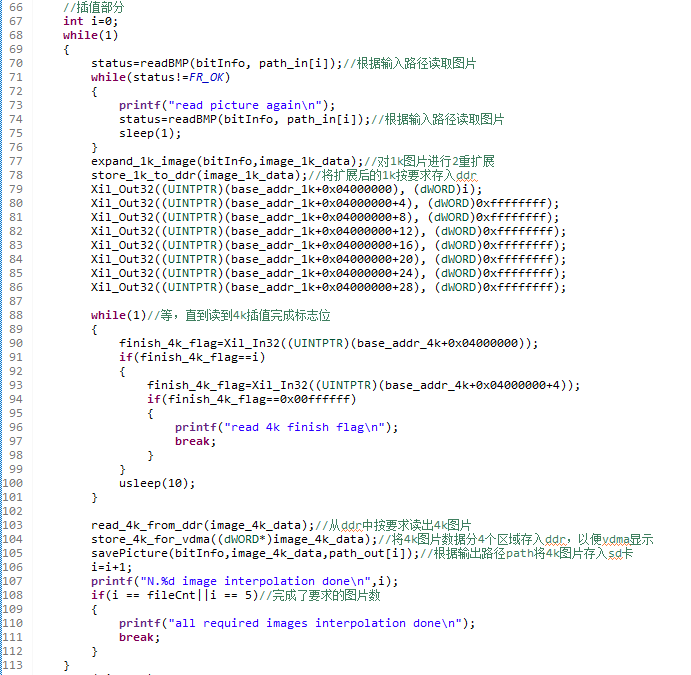 66 //插值部分
67 int i=0;
68 while(1)
69 {
70 status=readBMP(bitInfo, path_in[i]);//根据输入路径读取图片
71 while(status!=FR_OK)
72 {
73 printf("read picture again\n");
74 status=readBMP(bitInfo, path_in[i]);//根据输入路径读取图片
75 sleep(1);
76 }
77 expand_1k_image(bitInfo,image_1k_data);//对1k图片进行2重扩展
78 store_1k_to_ddr(image_1k_data);//将扩展后的1k按要求存入ddr
79 Xil_Out32((UINTPTR)(base_addr_1k+0x04000000), (dWORD)i);
80 Xil_Out32((UINTPTR)(base_addr_1k+0x04000000+4), (dWORD)0xffffffff);
81 Xil_Out32((UINTPTR)(base_addr_1k+0x04000000+8), (dWORD)0xffffffff);
82 Xil_Out32((UINTPTR)(base_addr_1k+0x04000000+12), (dWORD)0xffffffff);
83 Xil_Out32((UINTPTR)(base_addr_1k+0x04000000+16), (dWORD)0xffffffff);
84 Xil_Out32((UINTPTR)(base_addr_1k+0x04000000+20), (dWORD)0xffffffff);
85 Xil_Out32((UINTPTR)(base_addr_1k+0x04000000+24), (dWORD)0xffffffff);
86 Xil_Out32((UINTPTR)(base_addr_1k+0x04000000+28), (dWORD)0xffffffff);
87
88 while(1)//等，直到读到4k插值完成标志位
89 {
90 finish_4k_flag=Xil_In32((UINTPTR)(base_addr_4k+0x04000000));
91 if(finish_4k_flag==i)
92 {
93 finish_4k_flag=Xil_In32((UINTPTR)(base_addr_4k+0x04000000+4));
94 if(finish_4k_flag==0x00ffffff)
95 {
96 printf("read 4k finish flag\n");
97 break;
98 }
99 }
100 usleep(10);
101 }
102
103 read_4k_from_ddr(image_4k_data);//从ddr中按要求读出4k图片
104 store_4k_for_vdma((dWORD*)image_4k_data);//将4k图片数据分4个区域存入ddr，以便vdma显示
105 savePicture(bitInfo,image_4k_data,path_out[i]);//根据输出路径path将4k图片存入sd卡
106 i=i+1;
107 printf("N.%d image interpolation done\n",i);
108 if(i == fileCnt||i == 5)//完成了要求的图片数
109 {
110 printf("all required images interpolation done\n");
111 break;
112 }
113 }